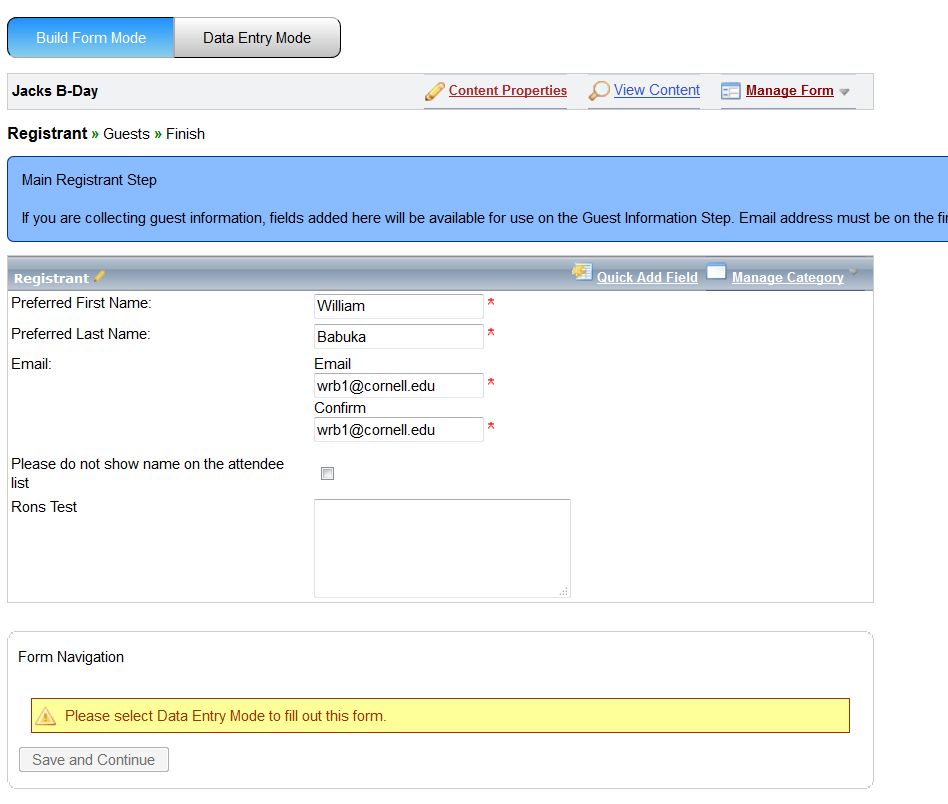 Build Form Mode Data Entry Mode
Jacks B-Day Content Properties View Content Manage Form
Registrant » Guests » Finish
Main Registrant Step
If you are collecting guest information, fields added here will be available for use on the Guest Information Step. Email address must be on the
Registrant Quick Add Field Manage Category
Preferred First Name: William *
Preferred Last Name: Babuka *
Email: Email
wrb1@cornell.edu *
Confirm
wrb1@cornell.edu *
Please do not show name on the attendee
list
Rons Test
Form Navigation
Please select Data Entry Mode to fill out this form.
Save and Continue